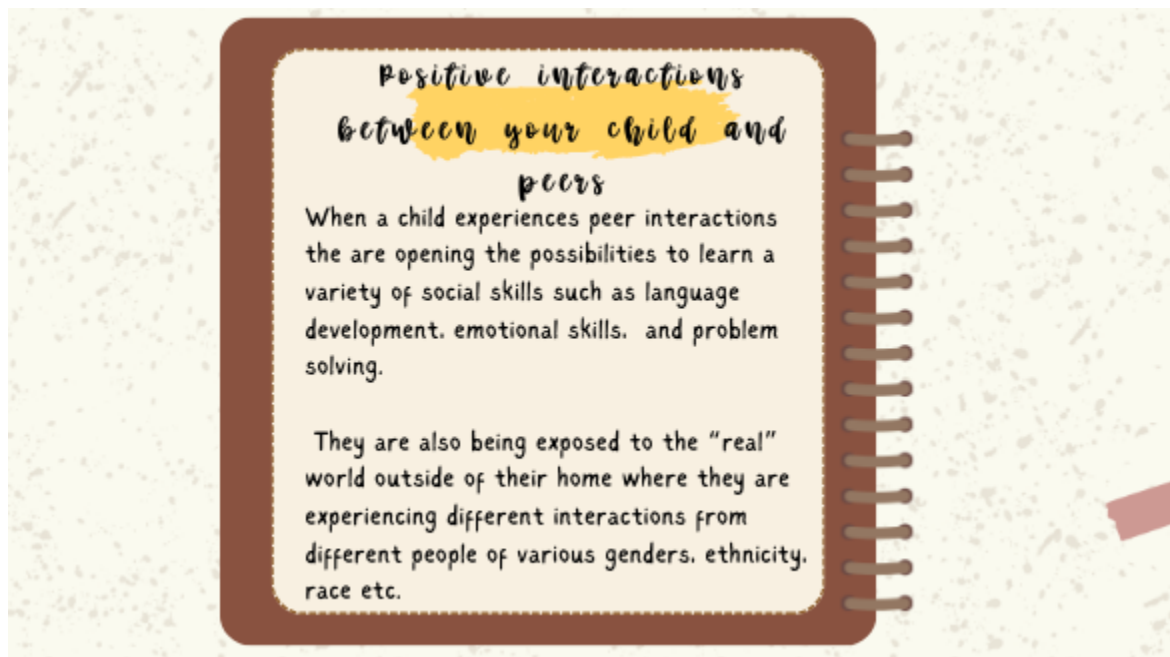 Positive interactions
between your child and
peers
When a child experiences peer interactions
the are opening the possibilities to learn a
variety of social skills such as language
development, emotional skills,  and problem
solving.
They are also being exposed to the “real”
world outside of their home where they are
experiencing different interactions from
different people of various genders, ethnicity,
race etc.